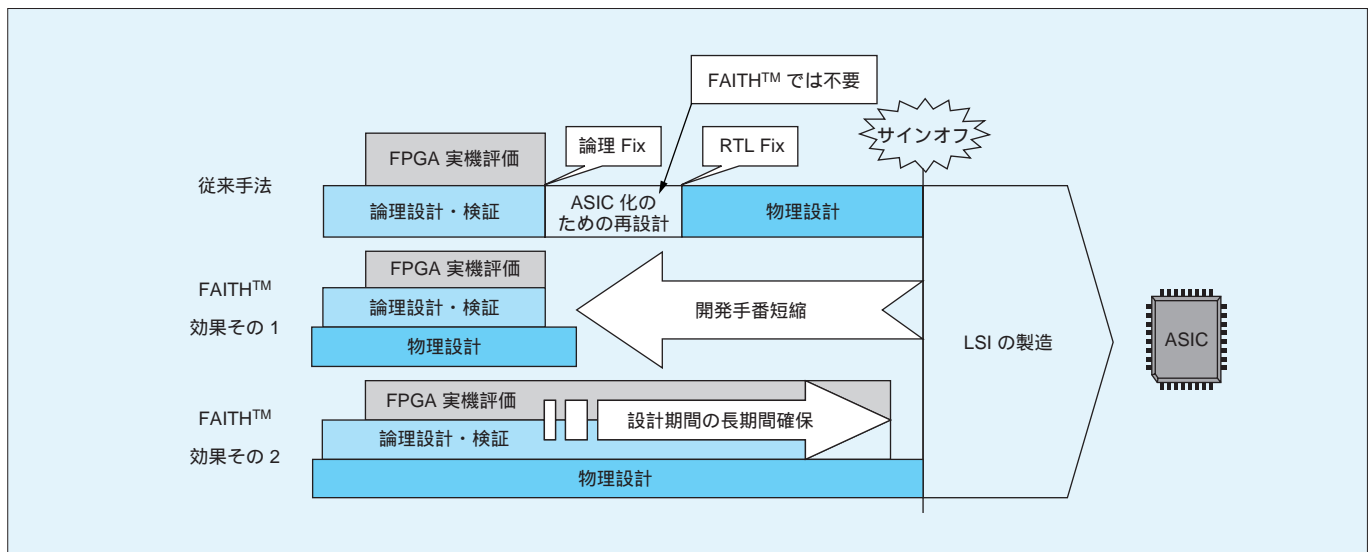 FAITH™ では不要
サインオフ
論理 Fix
RTL Fix
FPGA 実機評価
従来手法
論理設計・検証
ASIC 化の
ための再設計
物理設計
FAITH™
効果その 1
FPGA 実機評価
論理設計・検証
物理設計
開発手番短縮
LSI の製造
ASIC
FAITH™
効果その 2
FPGA 実機評価
論理設計・検証
設計期間の長期間確保
物理設計